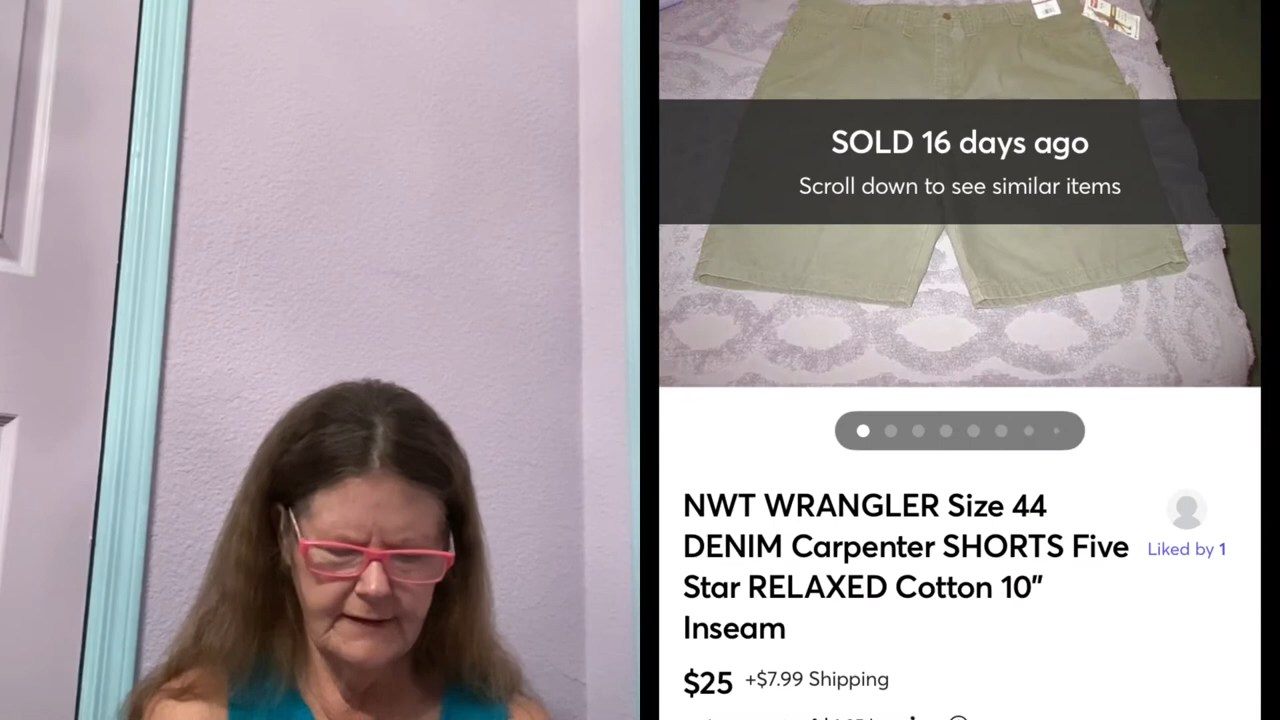 SOLD 16 days ago
Scroll down to see similar items
NWT WRANGLER Size 44
DENIM Carpenter SHORTS Five
Star RELAXED Cotton 10”
Inseam
Liked by 1
$25 +$7.99 Shipping